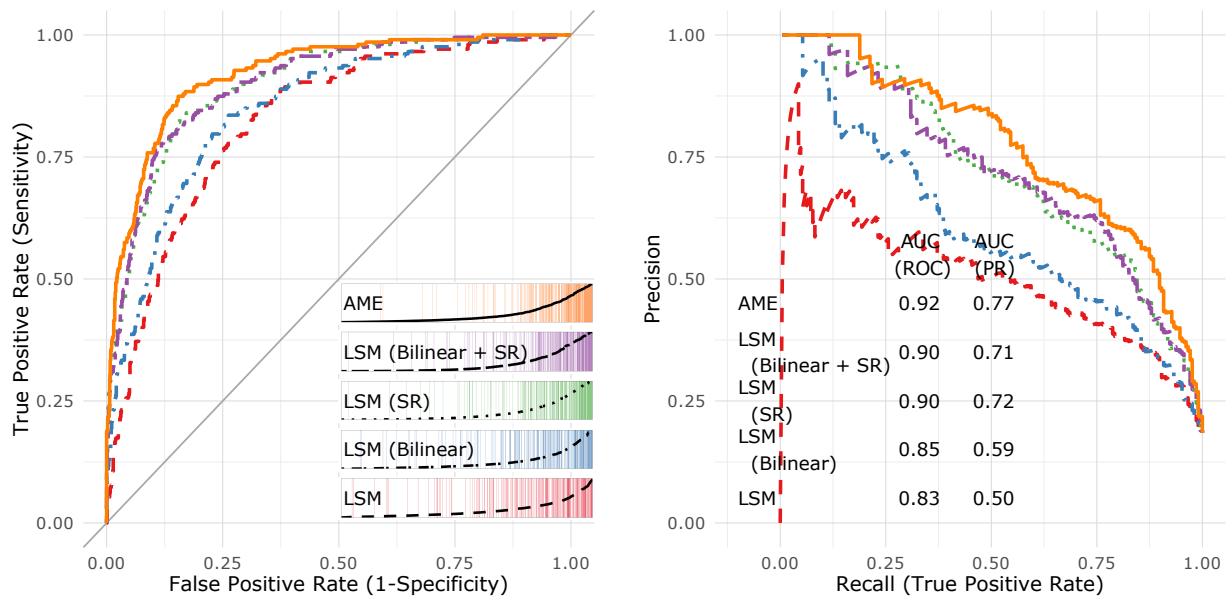 1.00
0.75
0.50
0.25
0.00
True Positive Rate (Sensitivity)
AME
LSM (Bilinear + SR)
LSM (SR)
LSM (Bilinear)
LSM
0.00
0.25
0.50
0.75
1.00
False Positive Rate (1-Specificity)
1.00
0.75
0.50
0.25
0.00
Precision
AUC
(ROC)
AUC
(PR)
AME
0.92
0.77
LSM
(Bilinear + SR)
0.90
0.71
LSM
(SR)
0.90
0.72
LSM
(Bilinear)
0.85
0.59
LSM
0.83
0.50
0.00
0.25
0.50
0.75
1.00
Recall (True Positive Rate)